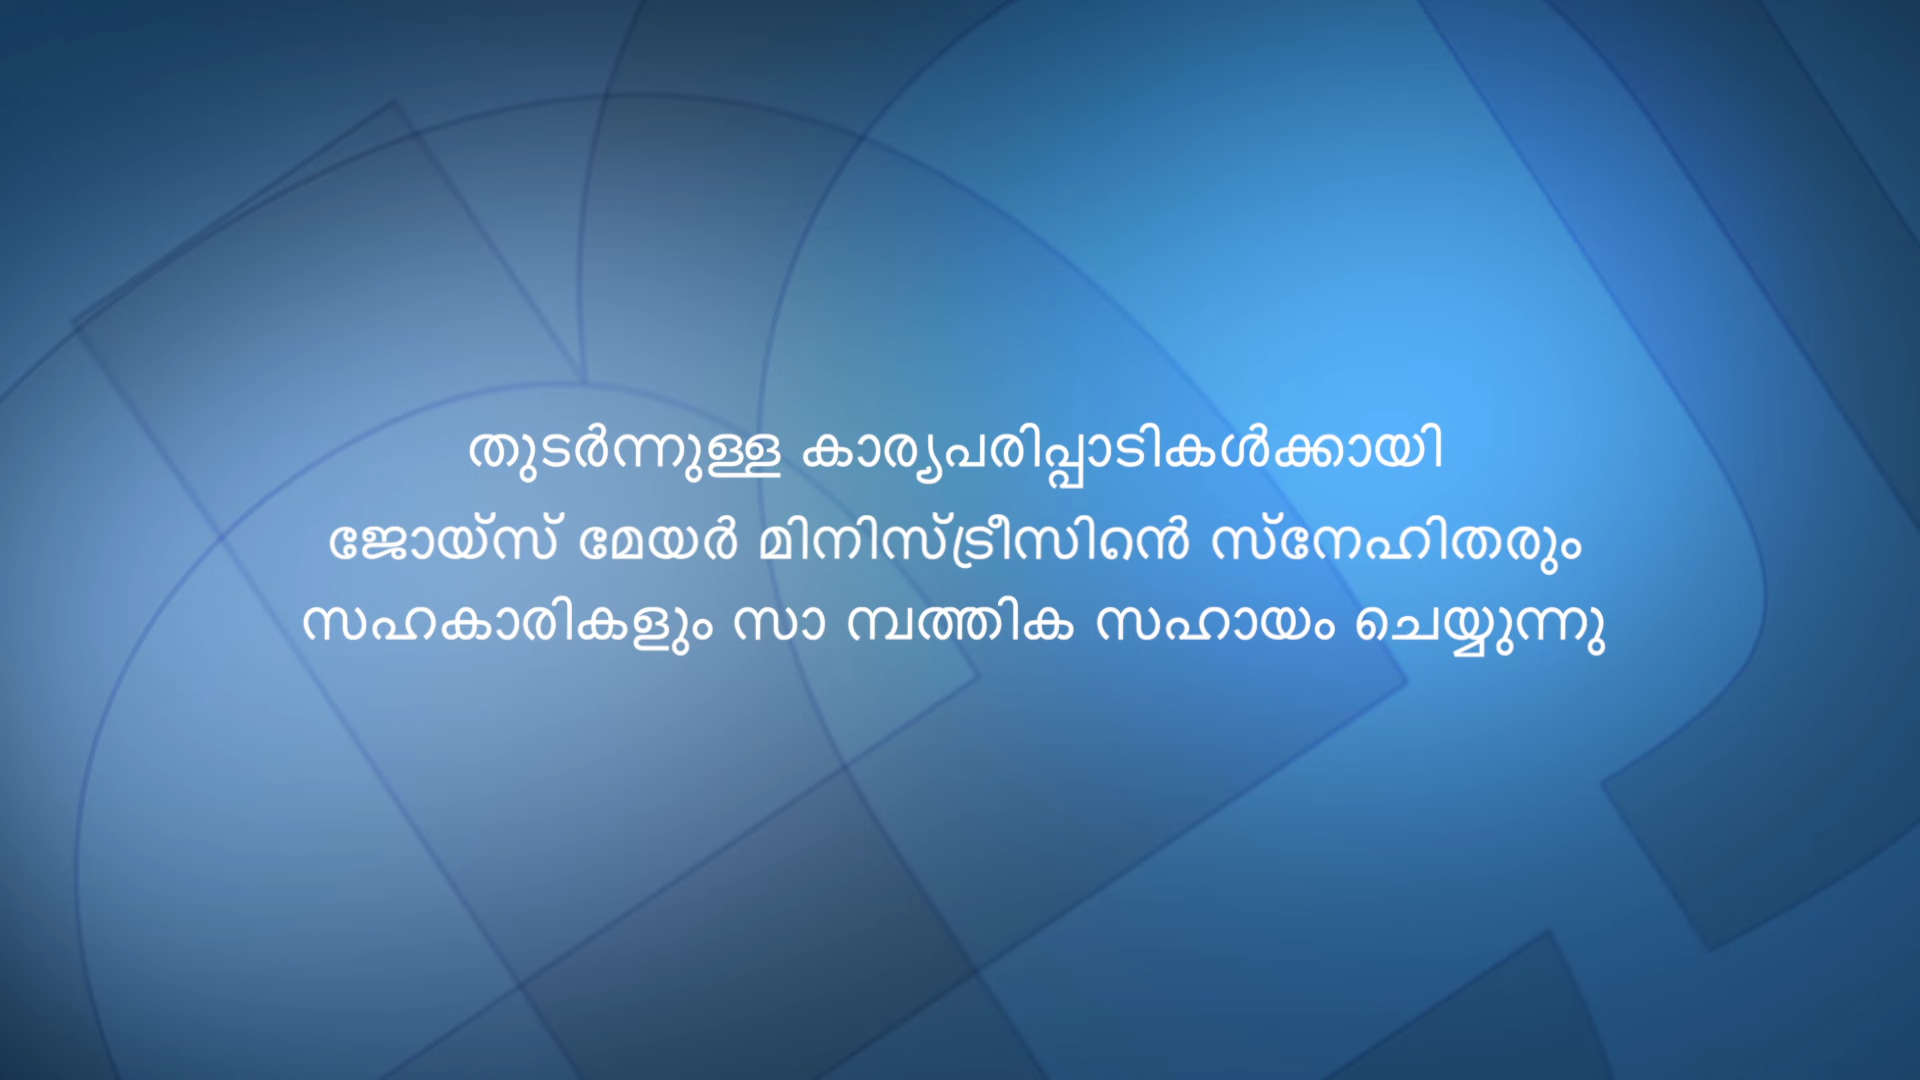 തുടർന്നുള്ള കാര്യപരിപ്പാടികൾക്കായി
ജോയ്സ് മേയർ മിനിസ്ട്രീസിൻെ സ്നേഹിതരും
സഹകാരികളും സാ മ്പത്തിക സഹായം ചെയ്യുന്നു